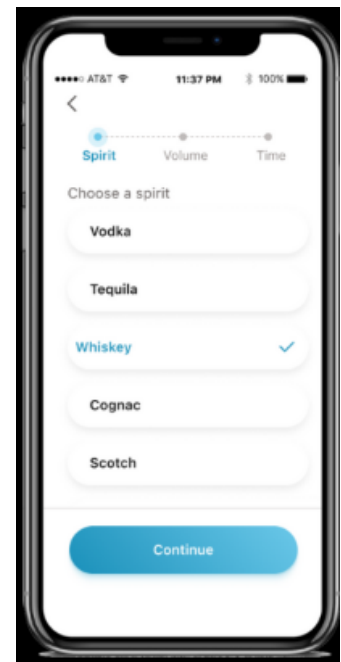 AT&T 11:37 PM 100%
Spirit Volume Time
Choose a spirit
Vodka
Tequila
Whiskey
Cognac
Scotch
Continue